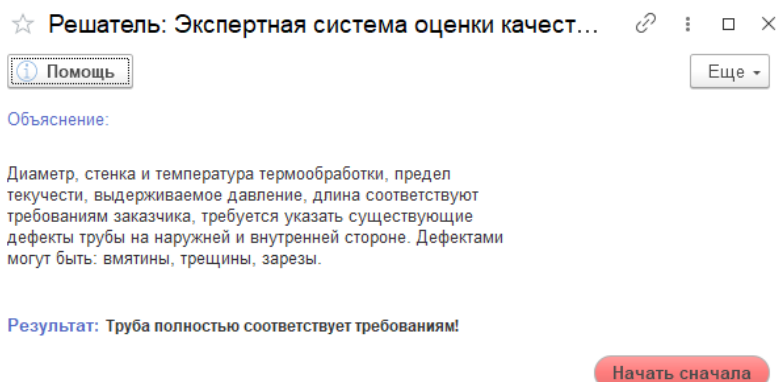 Решатель: Экспертная система оценки качест...
Помощь
Еще
Объяснение:
Диаметр, стенка и температура термообработки, предел
текучести, выдерживаемое давление, длина соответствуют
требованиям заказчика, требуется указать существующие
дефекты трубы на наружней и внутренней стороне. Дефектами
могут быть: вмятины, трещины, зарезы.
Результат: Труба полностью соответствует требованиям!
Начать сначала